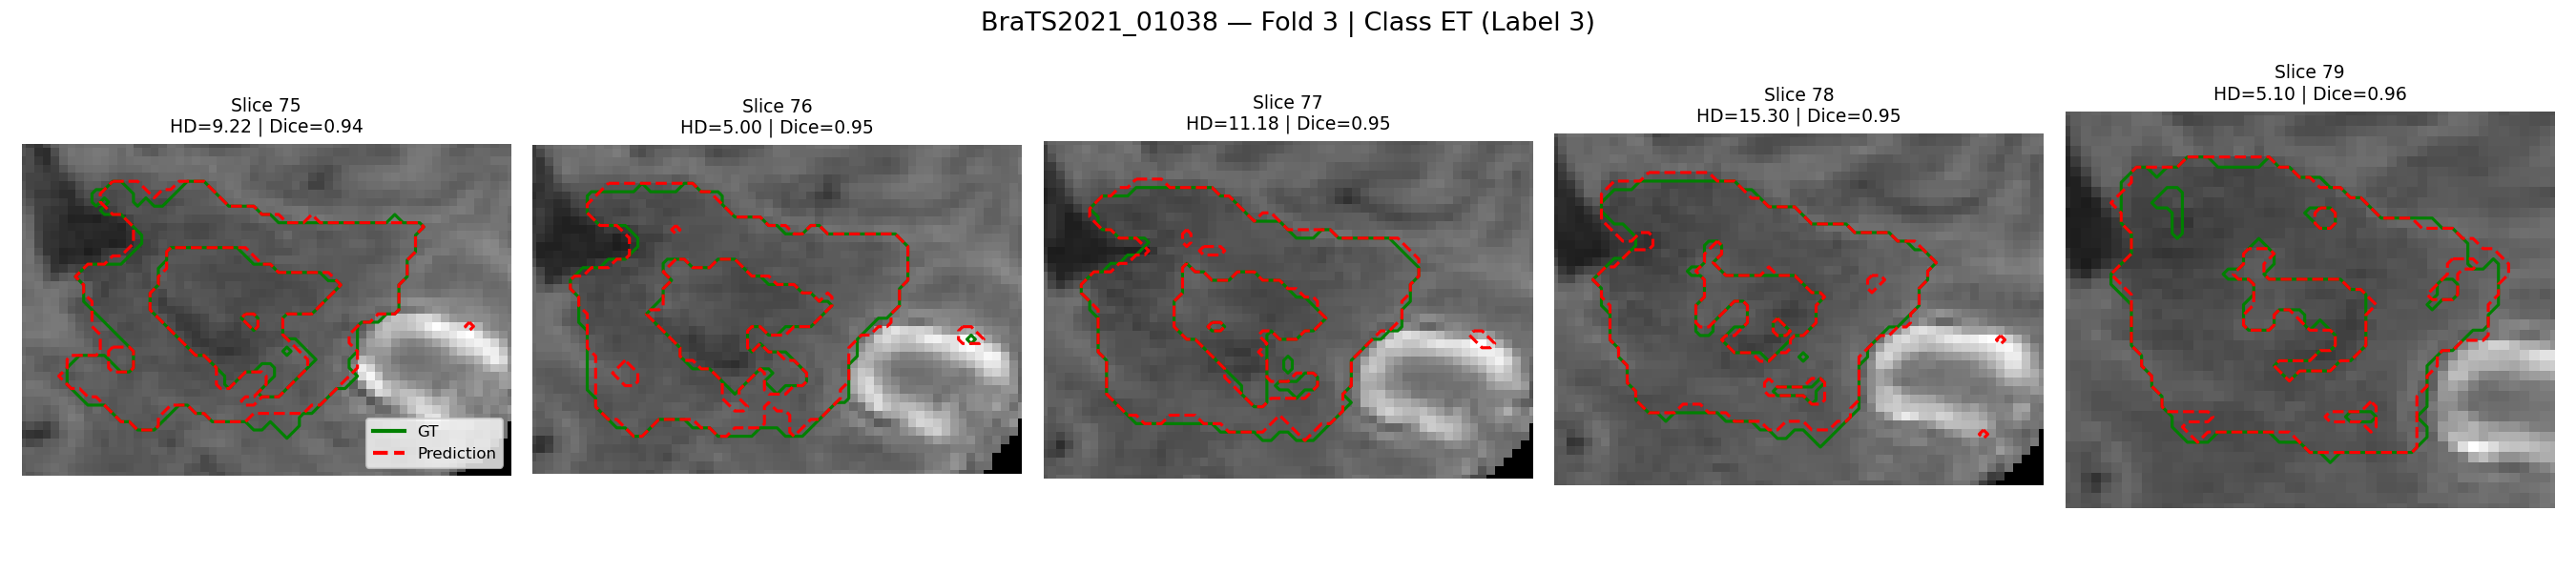 BraTS2021_01038 — Fold 3 | Class ET (Label 3)
Slice 75
HD=9.22 | Dice=0.94
Slice 76
HD=5.00 | Dice=0.95
Slice 77
HD=11.18 | Dice=0.95
Slice 78
HD=15.30 | Dice=0.95
Slice 79
HD=5.10 | Dice=0.96
GT
Prediction